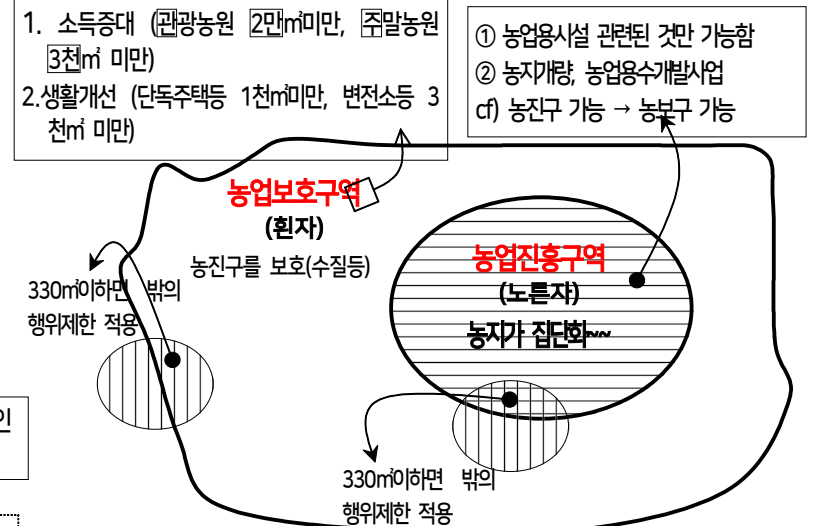 1. 소득증대 (관광농원 2만㎡미만, 주말농원
3천㎡ 미만)
2.생활개선 (단독주택등 1천㎡미만, 변전소등 3
천㎡ 미만)
① 농업용시설 관련된 것만 가능함
② 농지개량, 농업용수개발사업
cf) 농진구 가능 → 농보구 가능
농업보호구역
(흰자)
농진구를 보호(수질등)
농업진흥구역
(노른자)
농지가 집단화~~
330㎡이하면 밖의
행위제한 적용
인
330㎡이하면 밖의
행위제한 적용